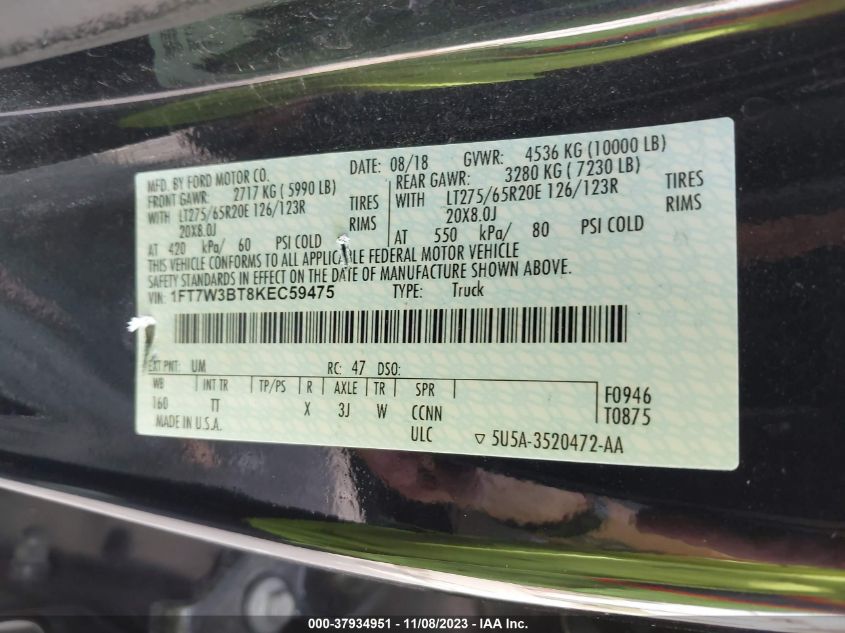 MFD. BY FORD MOTOR CO. DATE: 08/18 GVWR: 4536 KG (10000 LB)
FRONT GAWR: 2717 KG ( 5990 LB) REAR GAWR: 3280 KG ( 7230 LB)
WITH LT275/65R20E 126/123R TIRES WITH LT275/65R20E 126/123R TIRES
20X8.0J RIMS 20X8.0J RIMS
AT 420 kPa/ 60 PSI COLD AT 550 kPa/ 80 PSI COLD
THIS VEHICLE CONFORMS TO ALL APPLICABLE FEDERAL MOTOR VEHICLE
SAFETY STANDARDS IN EFFECT ON THE DATE OF MANUFACTURE SHOWN ABOVE.
VIN: 1FT7W3BT8KEC59475 TYPE: Truck
EXT PNT: UM RC: 47 DSO:
WB INT TR TP/PS R AXLE TR SPR F0946
160 TT X 3J W CCNN T0875
MADE IN U.S.A. ULC 5U5A-3520472-AA
000-37934951 - 11/08/2023 - IAA Inc.